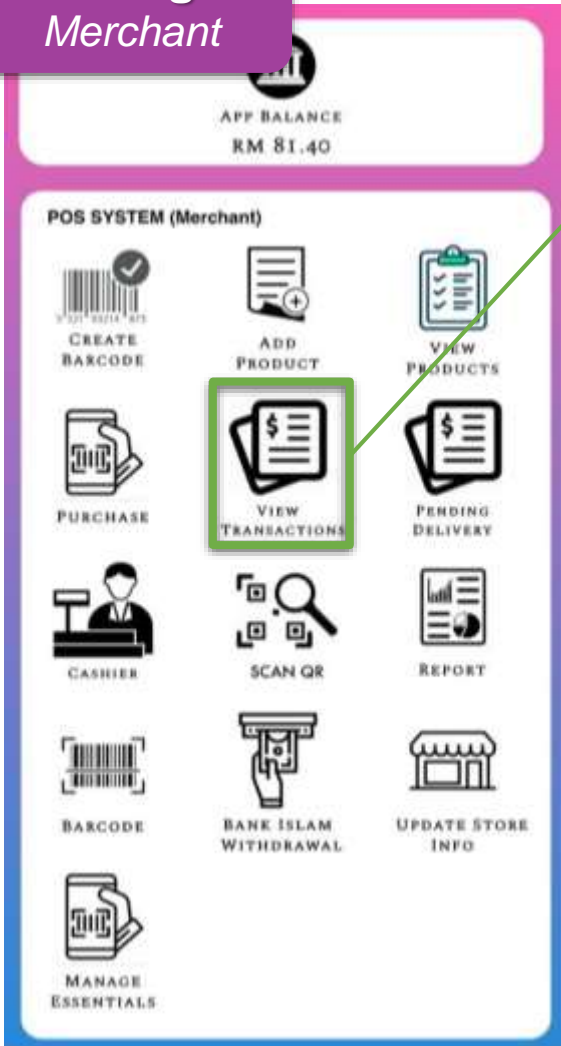 Merchant
APP BALANCE
RM 81.40
POS SYSTEM (Merchant)
CREATE
BARCODE
ADD
PRODUCT
VIEW
PRODUCTS
PURCHASE
VIEW
TRANSACTIONS
PENDING
DELIVERY
CASHIER
SCAN QR
REPORT
BARCODE
BANK ISLAM
WITHDRAWAL
UPDATE STORE
INFO
MANAGE
ESSENTIALS